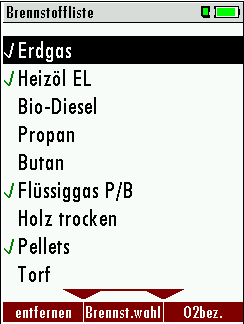 Brennstoffliste
√Erdgas
√Heizöl EL
Bio-Diesel
Propan
Butan
√Flüssiggas P/B
Holz trocken
√Pellets
Torf
entfernen Brennst.wahl O2bez.